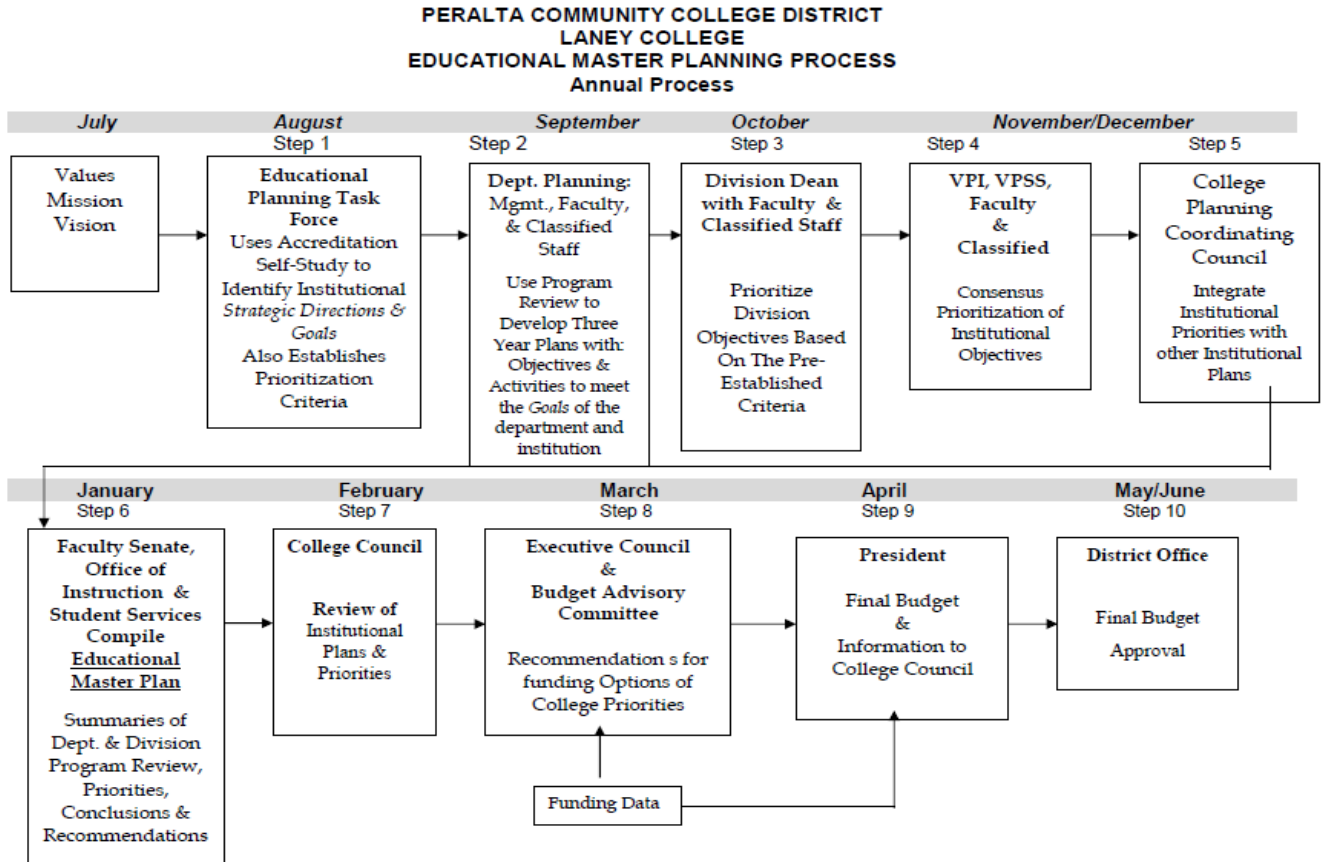 PERALTA COMMUNITY COLLEGE DISTRICT
LANEY COLLEGE
EDUCATIONAL MASTER PLANNING PROCESS
Annual Process
July
August
September
October
November/December
Step 1
Step 2
Step 3
Step 4
Step 5
Values
Mission
Vision
Educational
Planning Task
Force
Uses Accreditation
Self-Study to
Identify Institutional
Strategic Directions &
Goals
Also Establishes
Prioritization
Criteria
Dept. Planning:
Mgmt., Faculty,
& Classified
Staff
Use Program
Review to
Develop Three
Year Plans with:
Objectives &
Activities to meet
the Goals of the
department and
institution
Division Dean
with Faculty &
Classified Staff
Prioritize
Division
Objectives Based
On The Pre-
Established
Criteria
VPI, VPSS,
Faculty
&
Classified
Consensus
Prioritization of
Institutional
Objectives
College
Planning
Coordinating
Council
Integrate
Institutional
Priorities with
other Institutional
Plans
January
February
March
April
May/June
Step 6
Step 7
Step 8
Step 9
Step 10
Faculty Senate,
Office of
Instruction &
Student Services
Compile
Educational
Master Plan
Summaries of
Dept. & Division
Program Review,
Priorities,
Conclusions &
Recommendations
College Council
Review of
Institutional
Plans &
Priorities
Executive Council
&
Budget Advisory
Committee
Recommendation s for
funding Options of
College Priorities
President
Final Budget
&
Information to
College Council
District Office
Final Budget
Approval
Funding Data